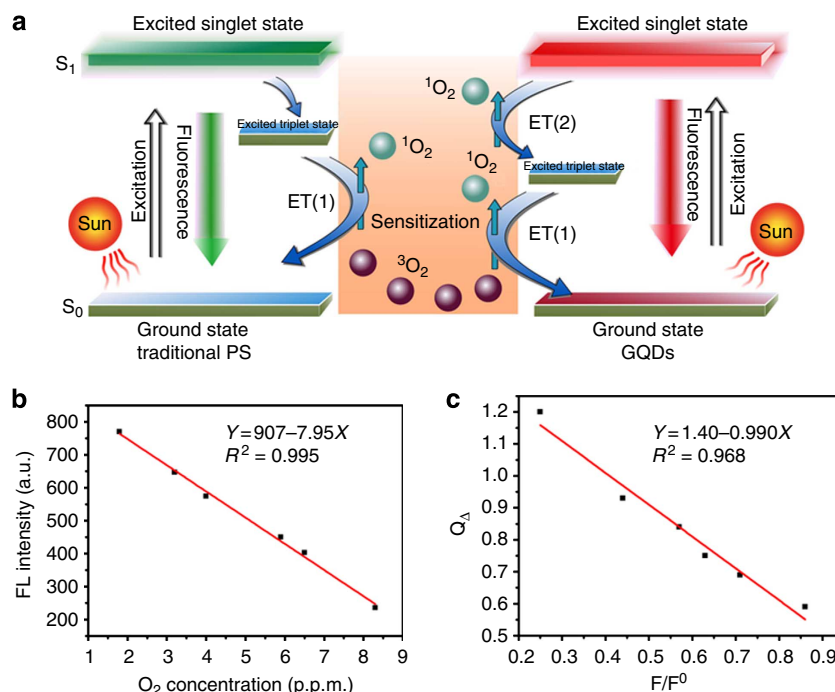 a
Excited singlet state
Excited singlet state
S₁
¹O₂
ET(2)
Excited triplet state
¹O₂
¹O₂
Excited triplet state
Excitation
Fluorescence
Fluorescence
Excitation
ET(1)
Sensitization
ET(1)
Sun
Sun
³O₂
S₀
Ground state
traditional PS
Ground state
GQDs
b
800
700
600
500
400
300
200
FL intensity (a.u.)
Y=907–7.95X
R² = 0.995
1 2 3 4 5 6 7 8 9
O₂ concentration (p.p.m.)
c
1.2
1.1
1.0
0.9
0.8
0.7
0.6
0.5
QΔ
Y=1.40–0.990X
R² = 0.968
0.2 0.3 0.4 0.5 0.6 0.7 0.8 0.9
F/F⁰